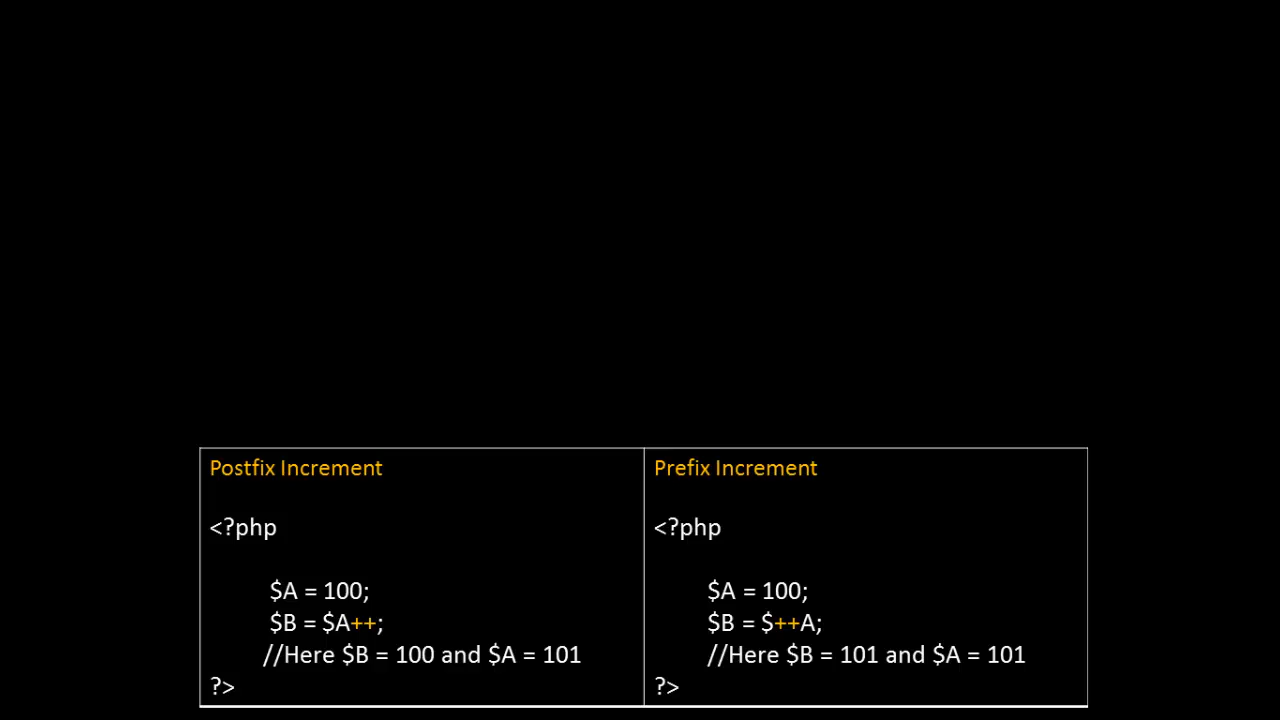 Postfix Increment
<?php
$A = 100;
$B = $A++;
//Here $B = 100 and $A = 101
?>
Prefix Increment
<?php
$A = 100;
$B = $++A;
//Here $B = 101 and $A = 101
?>